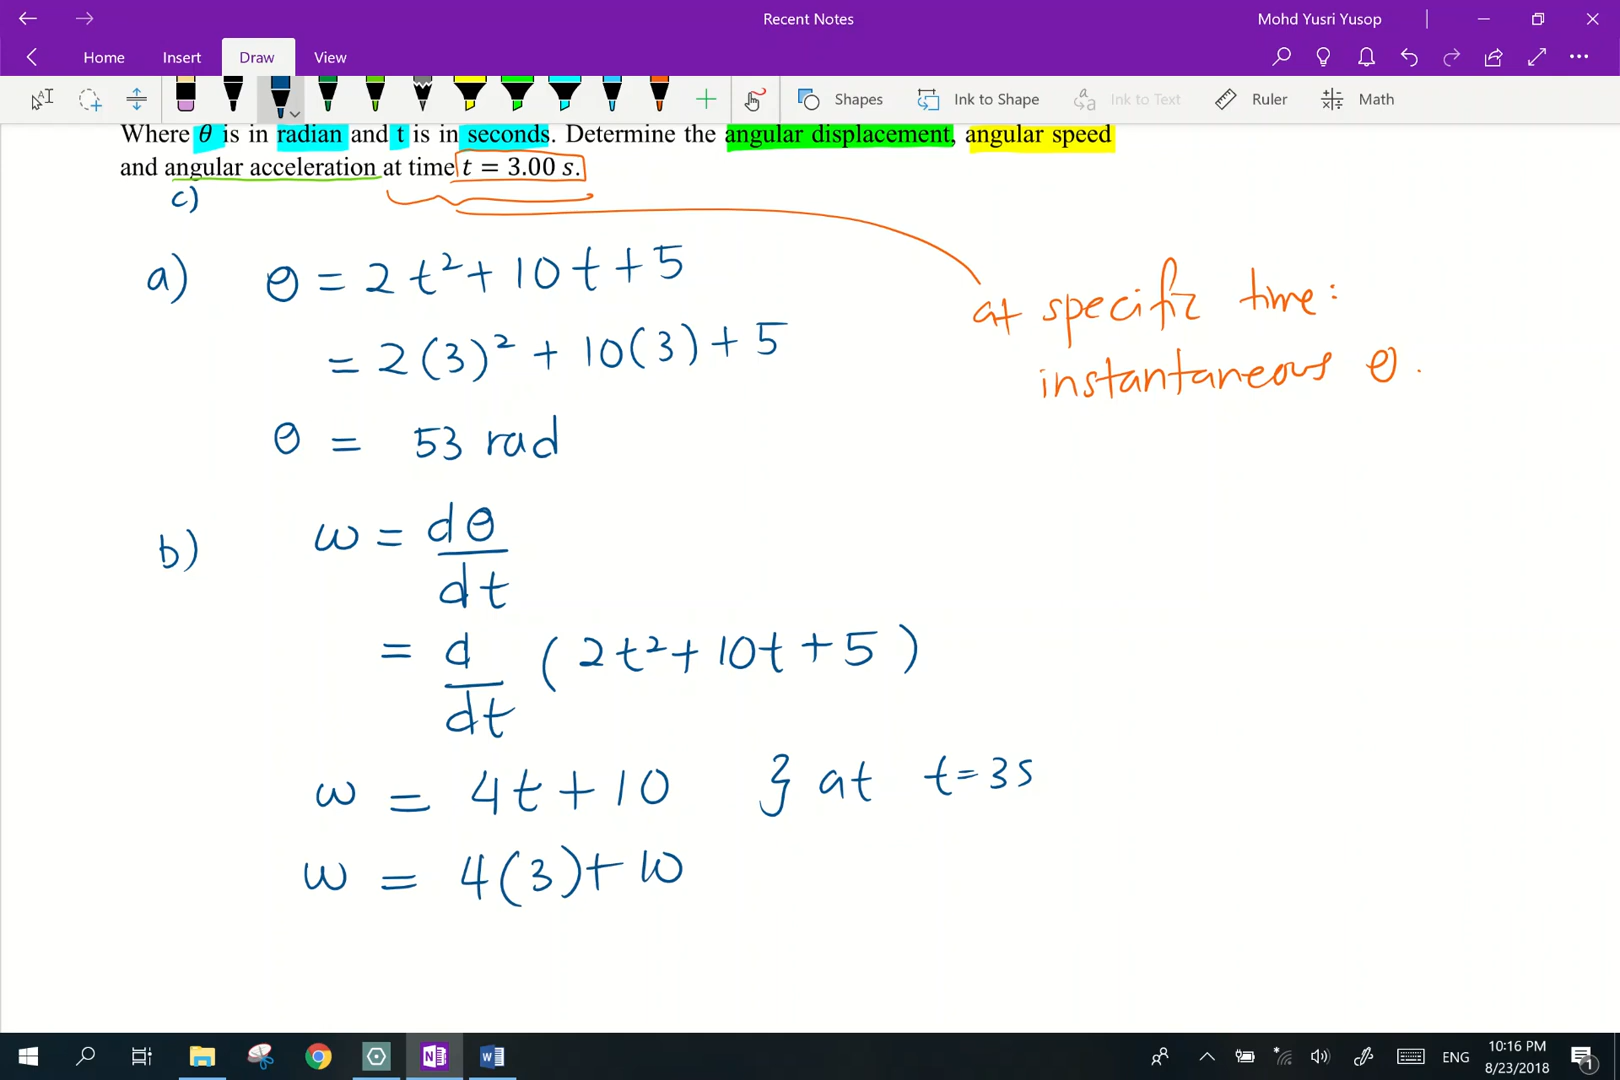 Recent Notes
Mohd Yusri Yusop
Home Insert Draw View
Shapes Ink to Shape Ink to Text Ruler Math
Where θ is in radian and t is in seconds. Determine the angular displacement, angular speed
and angular acceleration at time t = 3.00 s.
c)
a) θ = 2t² + 10t + 5
= 2(3)² + 10(3) + 5
θ = 53 rad
at specific time:
instantaneous θ.
b) ω = dθ
dt
= d (2t² + 10t + 5)
dt
ω = 4t + 10 } at t = 3s
ω = 4(3) + 10
ENG
10:16 PM
8/23/2018
1